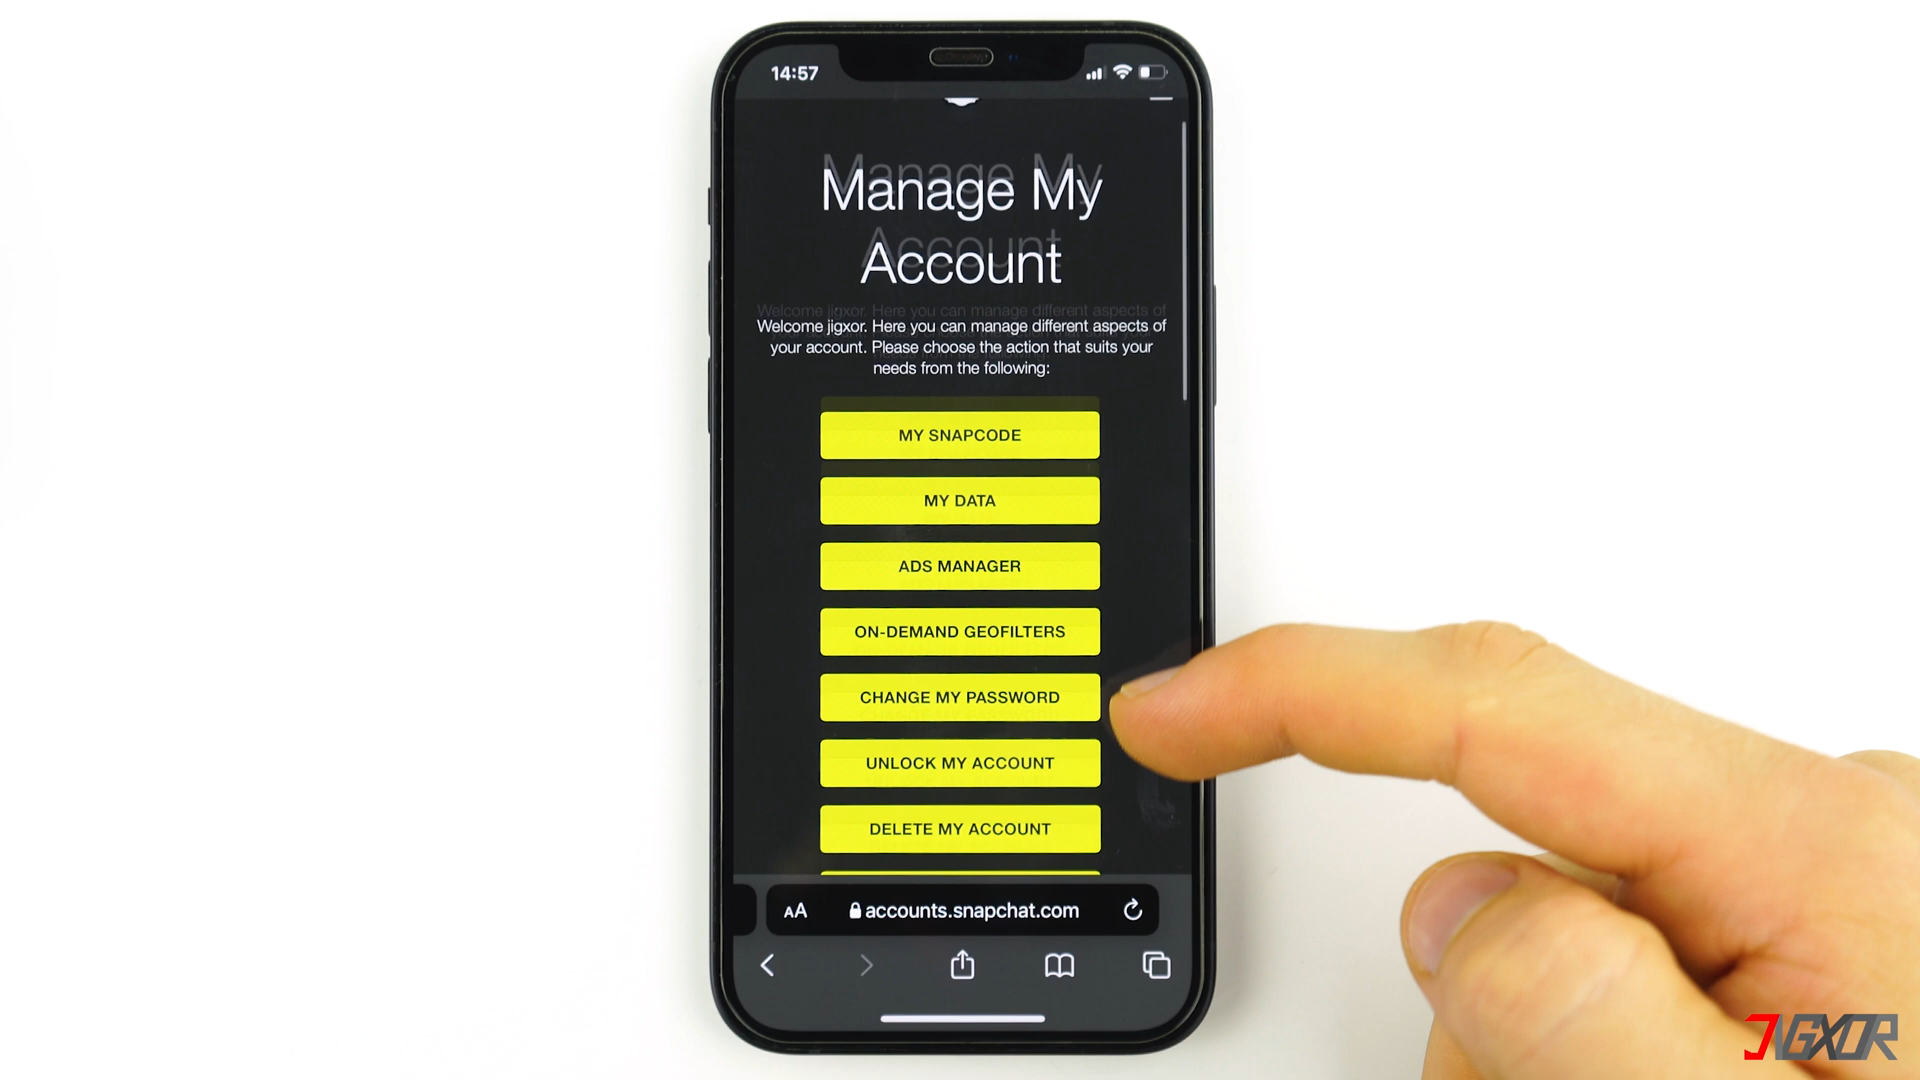 14:57
Manage My
Account
Welcome jigxor. Here you can manage different aspects of
your account. Please choose the action that suits your
needs from the following:
MY SNAPCODE
MY DATA
ADS MANAGER
ON-DEMAND GEOFILTERS
CHANGE MY PASSWORD
UNLOCK MY ACCOUNT
DELETE MY ACCOUNT
AA accounts.snapchat.com
JIGXOR